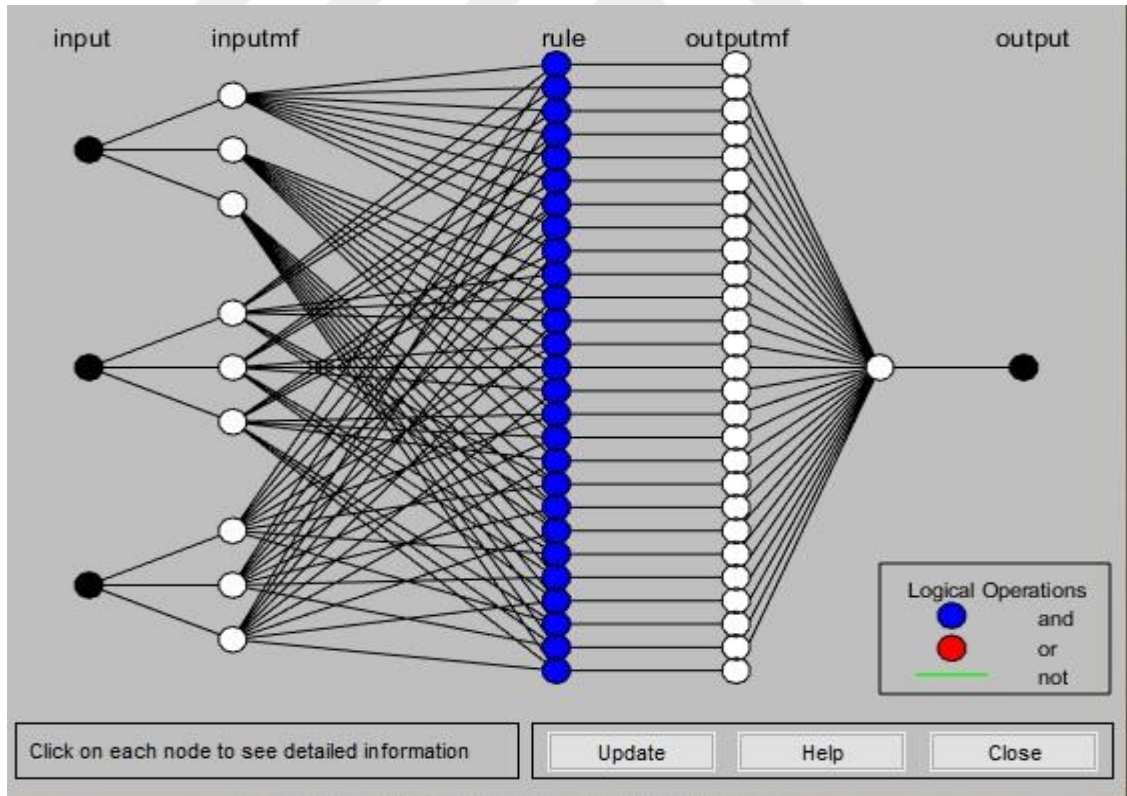 input inputmf rule outputmf output
Logical Operations
and
or
not
Click on each node to see detailed information
Update Help Close